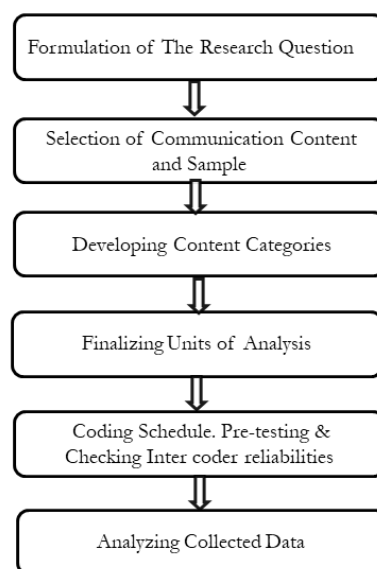 Formulation of The Research Question
Selection of Communication Content
and Sample
Developing Content Categories
Finalizing Units of Analysis
Coding Schedule. Pre-testing &
Checking Inter coder reliabilities
Analyzing Collected Data